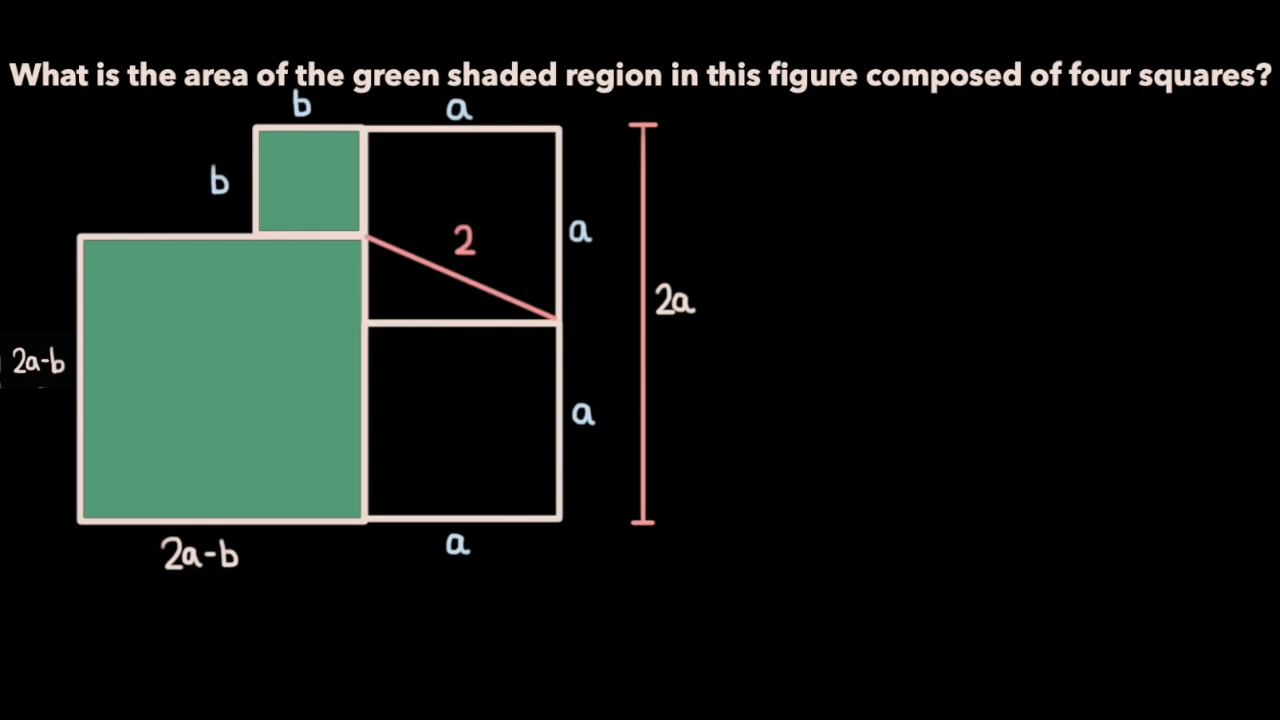 What is the area of the green shaded region in this figure composed of four squares?
b
a
b
a
2
2a
2a-b
a
2a-b
a